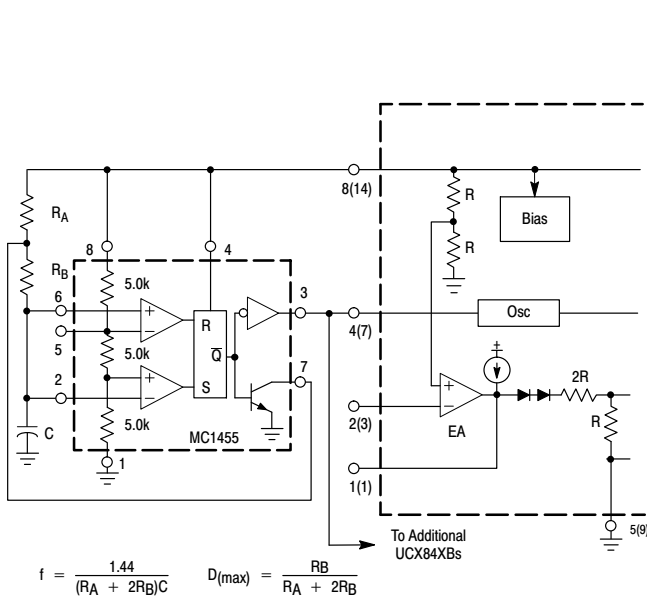 8(14)
R
Bias
R
RA
8
4
RB
6
5.0k
3
R
Osc
4(7)
5
Q̅
5.0k
7
2R
2
S
R
2(3)
EA
5.0k
C
MC1455
1
1(1)
5(9)
To Additional
UCX84XBs
f = 1.44 / (RA + 2RB)C
D(max) = RB / RA + 2RB
+
−
+
−
+
−
+